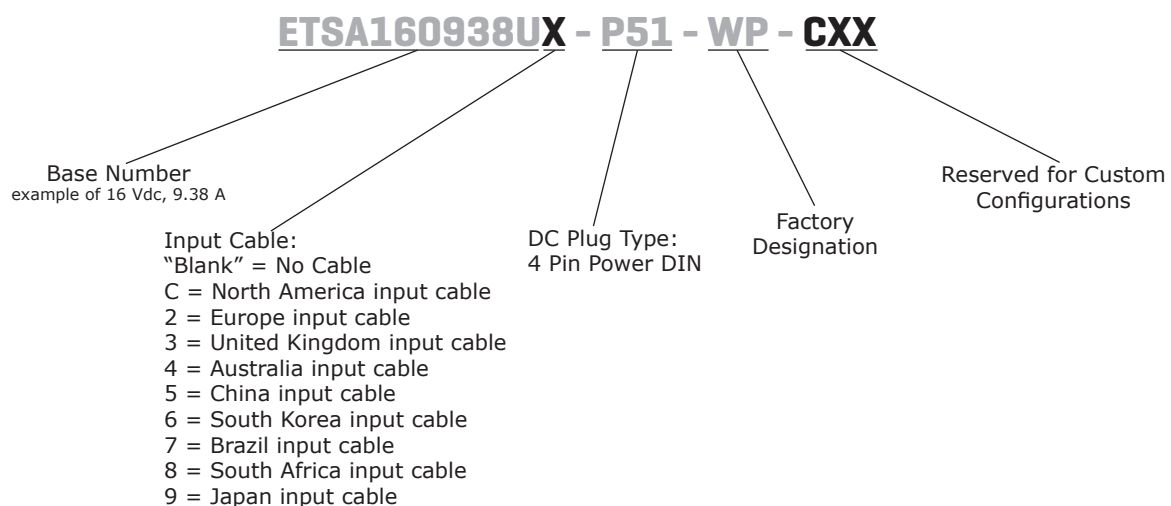 ETSA160938UX - P51 - WP - CXX
Base Number
example of 16 Vdc, 9.38 A
Input Cable:
“Blank” = No Cable
C = North America input cable
2 = Europe input cable
3 = United Kingdom input cable
4 = Australia input cable
5 = China input cable
6 = South Korea input cable
7 = Brazil input cable
8 = South Africa input cable
9 = Japan input cable
DC Plug Type:
4 Pin Power DIN
Factory
Designation
Reserved for Custom
Configurations